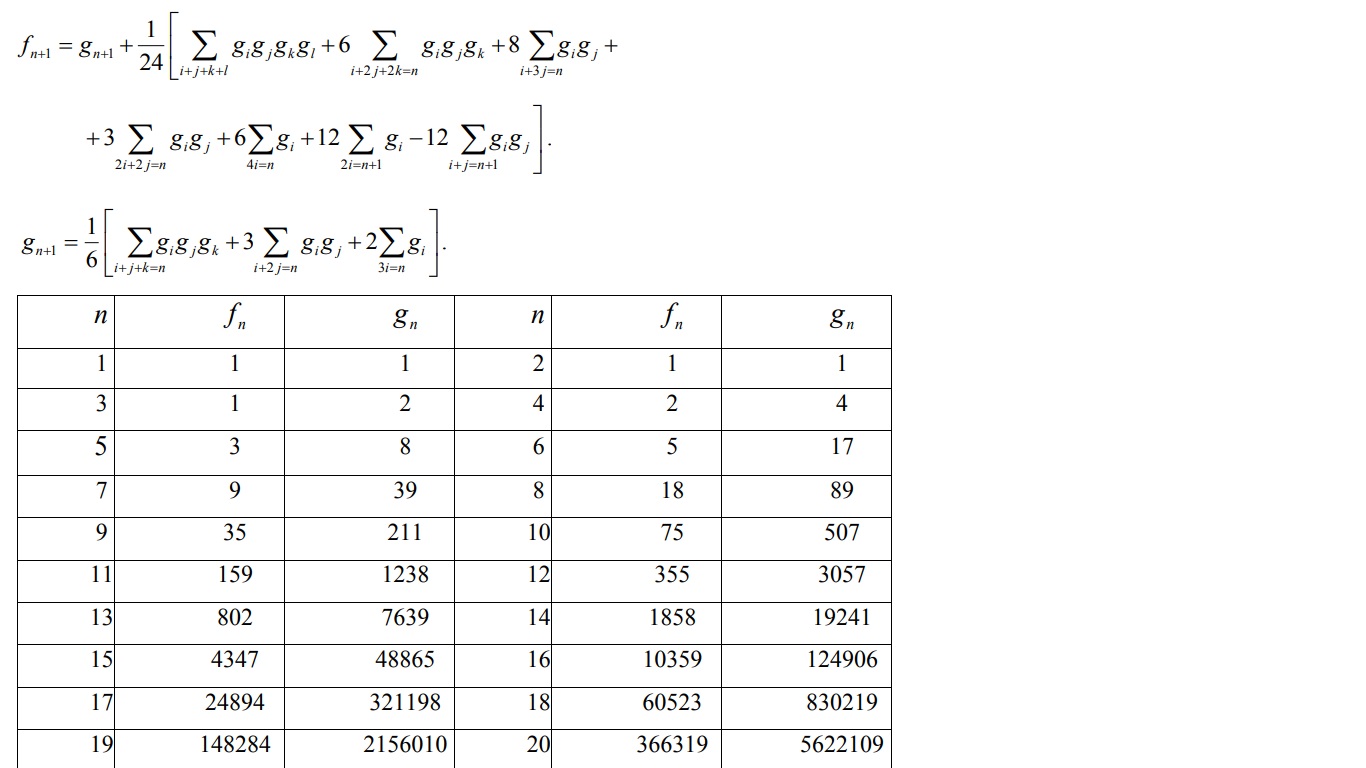 f_{n+1} = g_{n+1} + \frac{1}{24} [ \sum_{i+j+k+l} g_i g_j g_k g_l + 6 \sum_{i+2j+2k=n} g_i g_j g_k + 8 \sum_{i+3j=n} g_i g_j +
+ 3 \sum_{2i+2j=n} g_i g_j + 6 \sum_{4i=n} g_i + 12 \sum_{2i=n+1} g_i − 12 \sum_{i+j=n+1} g_i g_j ] .
g_{n+1} = \frac{1}{6} [ \sum_{i+j+k=n} g_i g_j g_k + 3 \sum_{i+2j=n} g_i g_j + 2 \sum_{3i=n} g_i ] .
n f_n g_n n f_n g_n
1 1 1 2 1 1
3 1 2 4 2 4
5 3 8 6 5 17
7 9 39 8 18 89
9 35 211 10 75 507
11 159 1238 12 355 3057
13 802 7639 14 1858 19241
15 4347 48865 16 10359 124906
17 24894 321198 18 60523 830219
19 148284 2156010 20 366319 5622109